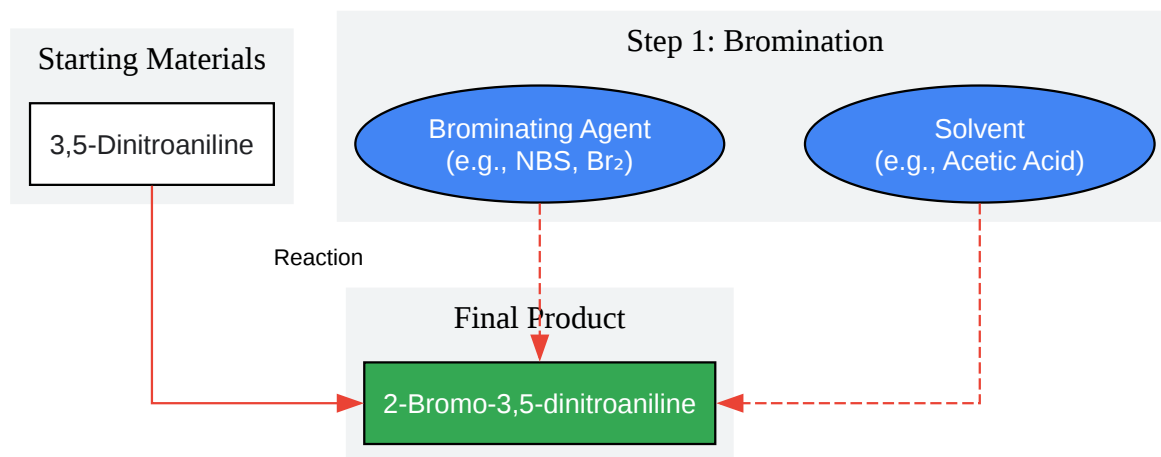 Starting Materials
3,5-Dinitroaniline
Step 1: Bromination
Brominating Agent
(e.g., NBS, Br₂)
Solvent
(e.g., Acetic Acid)
Reaction
Final Product
2-Bromo-3,5-dinitroaniline